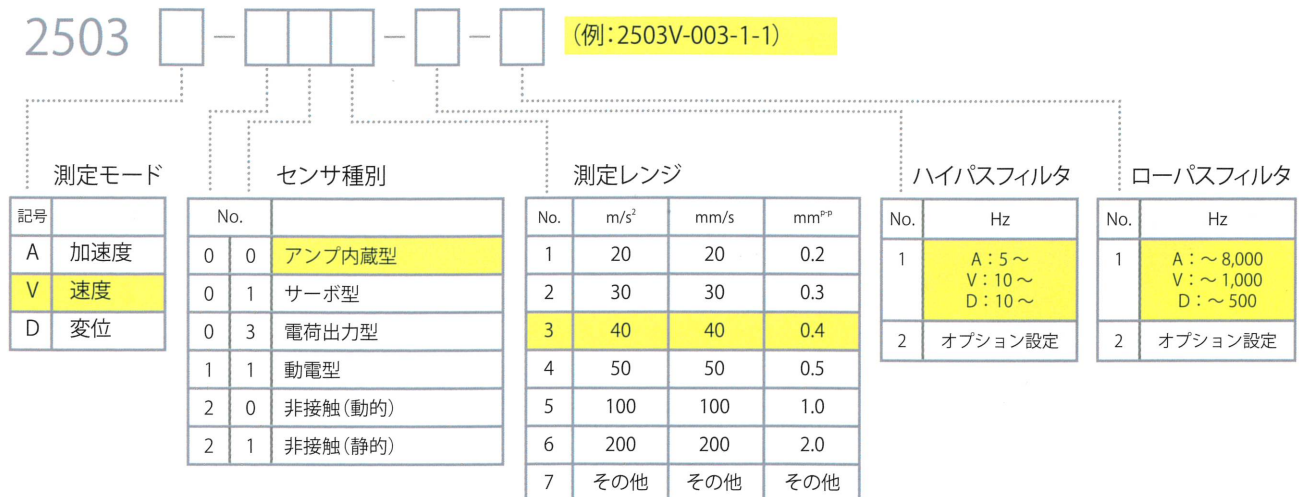 2503 □-□□□-□-□ (例:2503V-003-1-1)
測定モード
記号
A 加速度
V 速度
D 変位
センサ種別
No.
0 0 アンプ内蔵型
0 1 サーボ型
0 3 電荷出力型
1 1 動電型
2 0 非接触(動的)
2 1 非接触(静的)
測定レンジ
No. m/s² mm/s mmᵖ⁻ᵖ
1 20 20 0.2
2 30 30 0.3
3 40 40 0.4
4 50 50 0.5
5 100 100 1.0
6 200 200 2.0
7 その他 その他 その他
ハイパスフィルタ
No. Hz
1 A:5~
V:10~
D:10~
2 オプション設定
ローパスフィルタ
No. Hz
1 A:~8,000
V:~1,000
D:~500
2 オプション設定